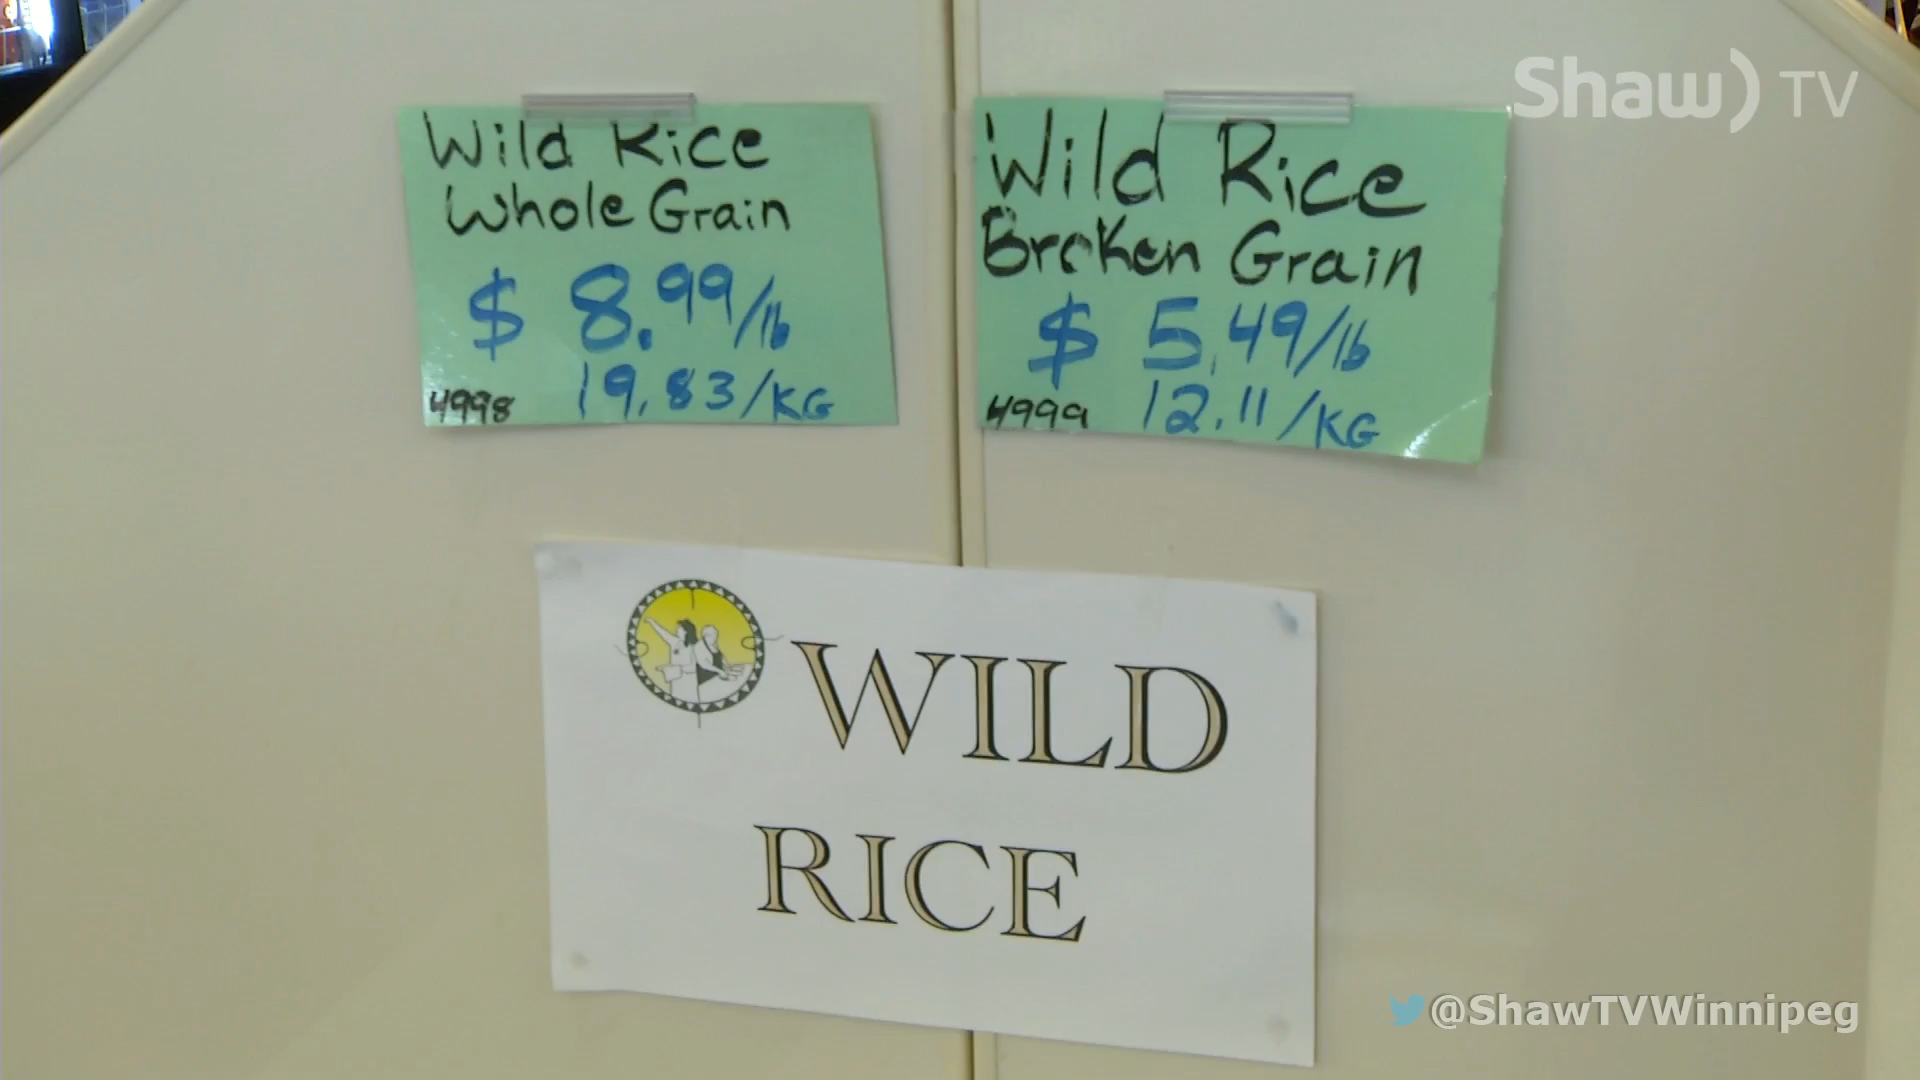 Shaw) TV
Wild Rice
Whole Grain
$ 8.99/lb
4998 19.83/KG
Wild Rice
Broken Grain
$ 5.49/lb
4999 12.11/KG
WILD
RICE
@ShawTVWinnipeg